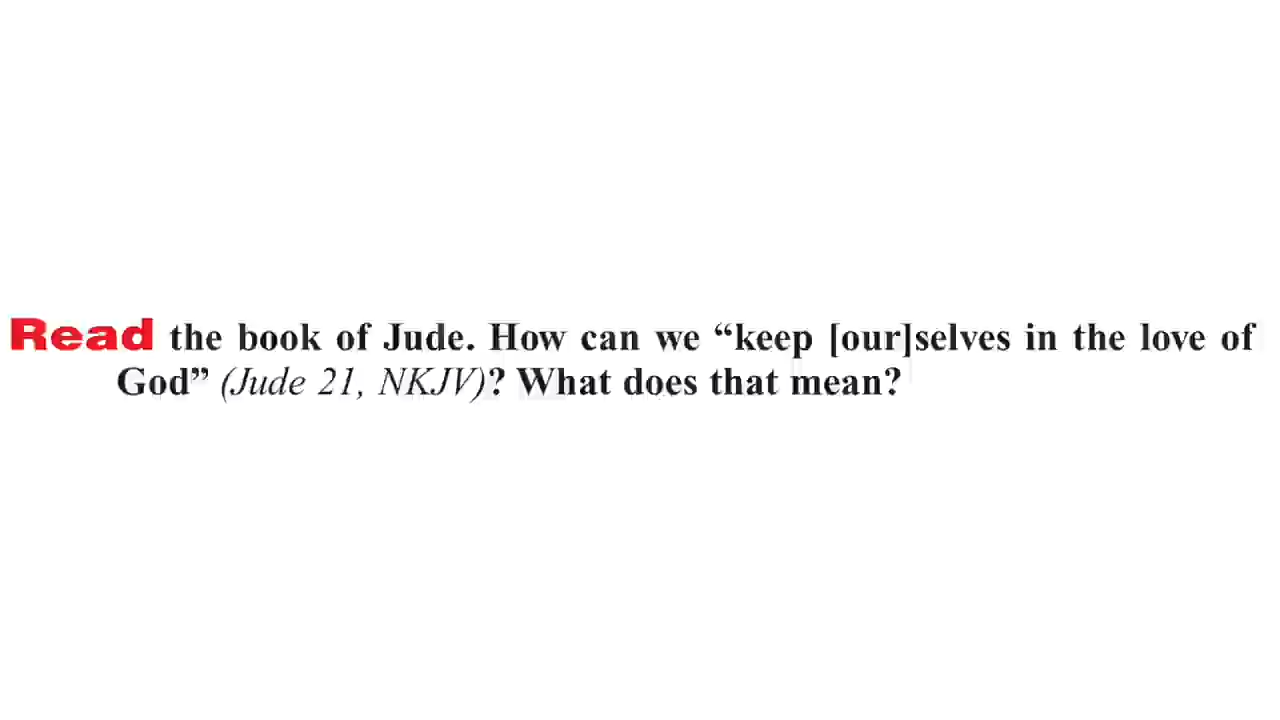 Read the book of Jude. How can we “keep [our]selves in the love of
God” (Jude 21, NKJV)? What does that mean?